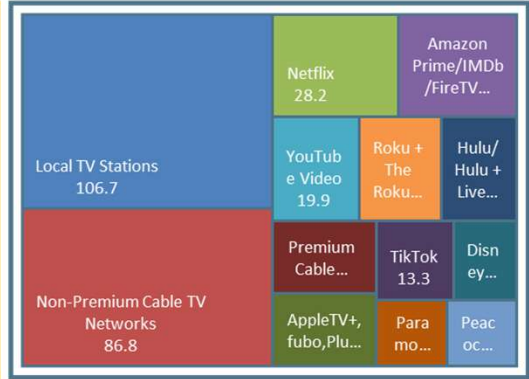 Local TV Stations
106.7
Non-Premium Cable TV
Networks
86.8
Netflix
28.2
Amazon
Prime/IMDb
/FireTV...
YouTub
e Video
19.9
Roku +
The
Roku...
Hulu/
Hulu +
Live...
Premium
Cable...
TikTok
13.3
Disn
ey...
AppleTV+,
fubo,Plu...
Para
mo...
Peac
oc...